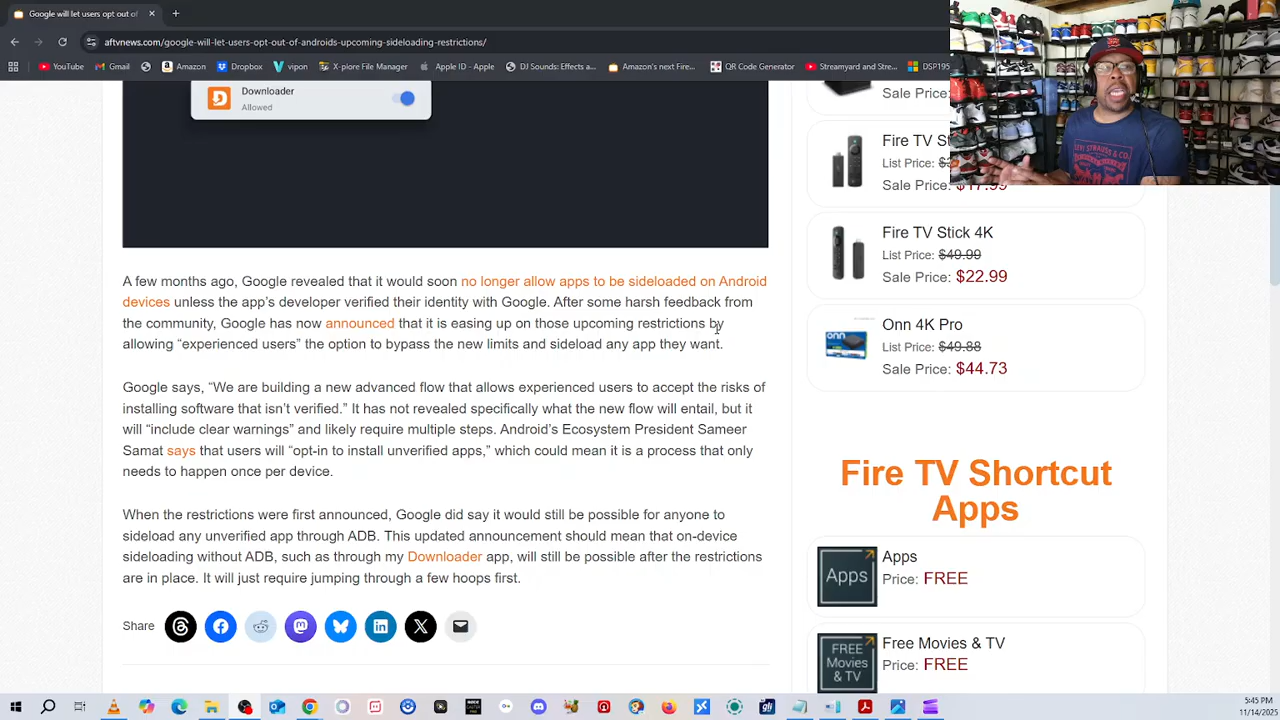 Google will let users opt out of
aftvnews.com/google-will-let-users-opt-out-of-androids-upcoming-sideloading-restrictions/
YouTube
Gmail
Amazon
Dropbox
X-plore File Manag...
Apple ID - Apple
DJ Sounds: Effects a...
Amazon's next Fire...
QR Code Generator
Streamyard and Stre...
DSP195
Downloader
Allowed
Sale Price:
Fire TV St
List Price:
Sale Price: $17.99
Fire TV Stick 4K
List Price: $49.99
Sale Price: $22.99
Onn 4K Pro
List Price: $49.88
Sale Price: $44.73
A few months ago, Google revealed that it would soon no longer allow apps to be sideloaded on Android
devices unless the app's developer verified their identity with Google. After some harsh feedback from
the community, Google has now announced that it is easing up on those upcoming restrictions by
allowing “experienced users” the option to bypass the new limits and sideload any app they want.
Google says, “We are building a new advanced flow that allows experienced users to accept the risks of
installing software that isn't verified.” It has not revealed specifically what the new flow will entail, but it
will “include clear warnings” and likely require multiple steps. Android's Ecosystem President Sameer
Samat says that users will “opt-in to install unverified apps,” which could mean it is a process that only
needs to happen once per device.
When the restrictions were first announced, Google did say it would still be possible for anyone to
sideload any unverified app through ADB. This updated announcement should mean that on-device
sideloading without ADB, such as through my Downloader app, will still be possible after the restrictions
are in place. It will just require jumping through a few hoops first.
Share
Fire TV Shortcut
Apps
Apps
Apps
Price: FREE
FREE
Movies
& TV
Free Movies & TV
Price: FREE
LEVI STRAUSS & CO.
5:45 PM
11/14/2025